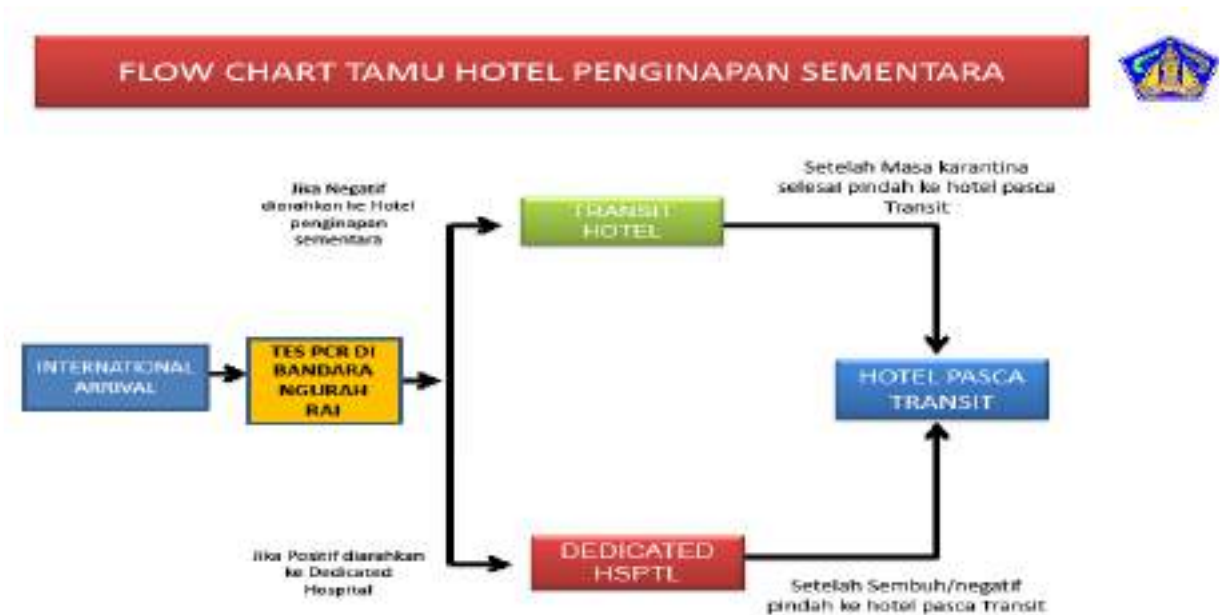 FLOW CHART TAMU HOTEL PENGINAPAN SEMENTARA
Jika Negatif
diarahkan ke Hotel
penginapan
sementara
TRANSIT
HOTEL
Setelah Masa karantina
selesai pindah ke hotel pasca
Transit
INTERNATIONAL
ARRIVAL
TES PCR DI
BANDARA
NGURAH
RAI
HOTEL PASCA
TRANSIT
Jika Positif diarahkan
ke Dedicated
Hospital
DEDICATED
HSPTL
Setelah Sembuh/negatif
pindah ke hotel pasca Transit